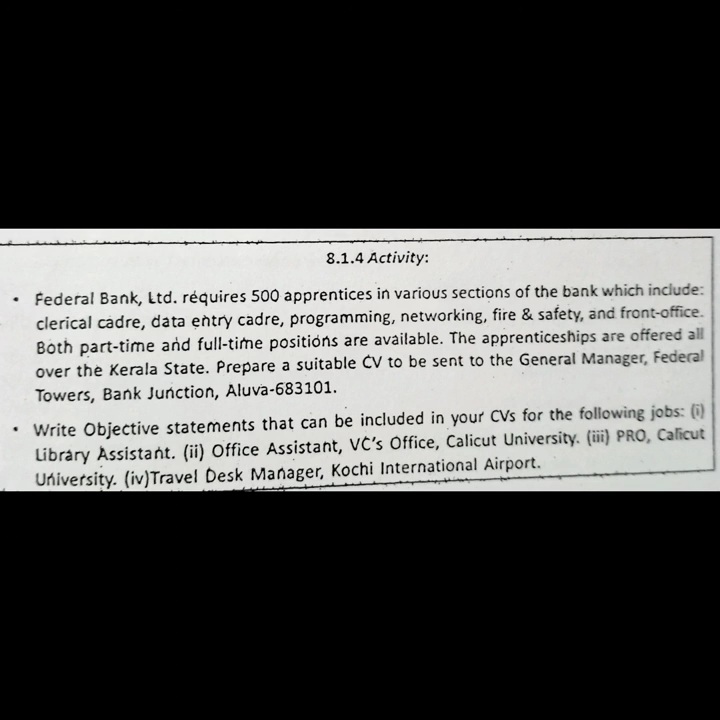 8.1.4 Activity:
• Federal Bank, Ltd. requires 500 apprentices in various sections of the bank which include:
clerical cadre, data entry cadre, programming, networking, fire & safety, and front-office.
Both part-time and full-time positions are available. The apprenticeships are offered all
over the Kerala State. Prepare a suitable CV to be sent to the General Manager, Federal
Towers, Bank Junction, Aluva-683101.
• Write Objective statements that can be included in your CVs for the following jobs: (i)
Library Assistant. (ii) Office Assistant, VC's Office, Calicut University. (iii) PRO, Calicut
University. (iv)Travel Desk Manager, Kochi International Airport.